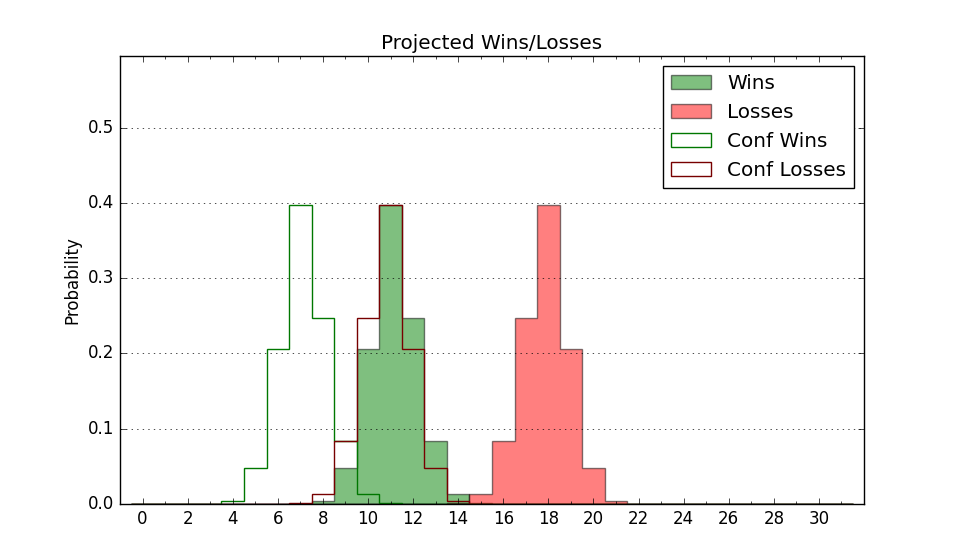 Projected Wins/Losses
Wins
Losses
Conf Wins
Conf Losses
Probability
0.5
0.4
0.3
0.2
0.1
0.0
0 2 4 6 8 10 12 14 16 18 20 22 24 26 28 30